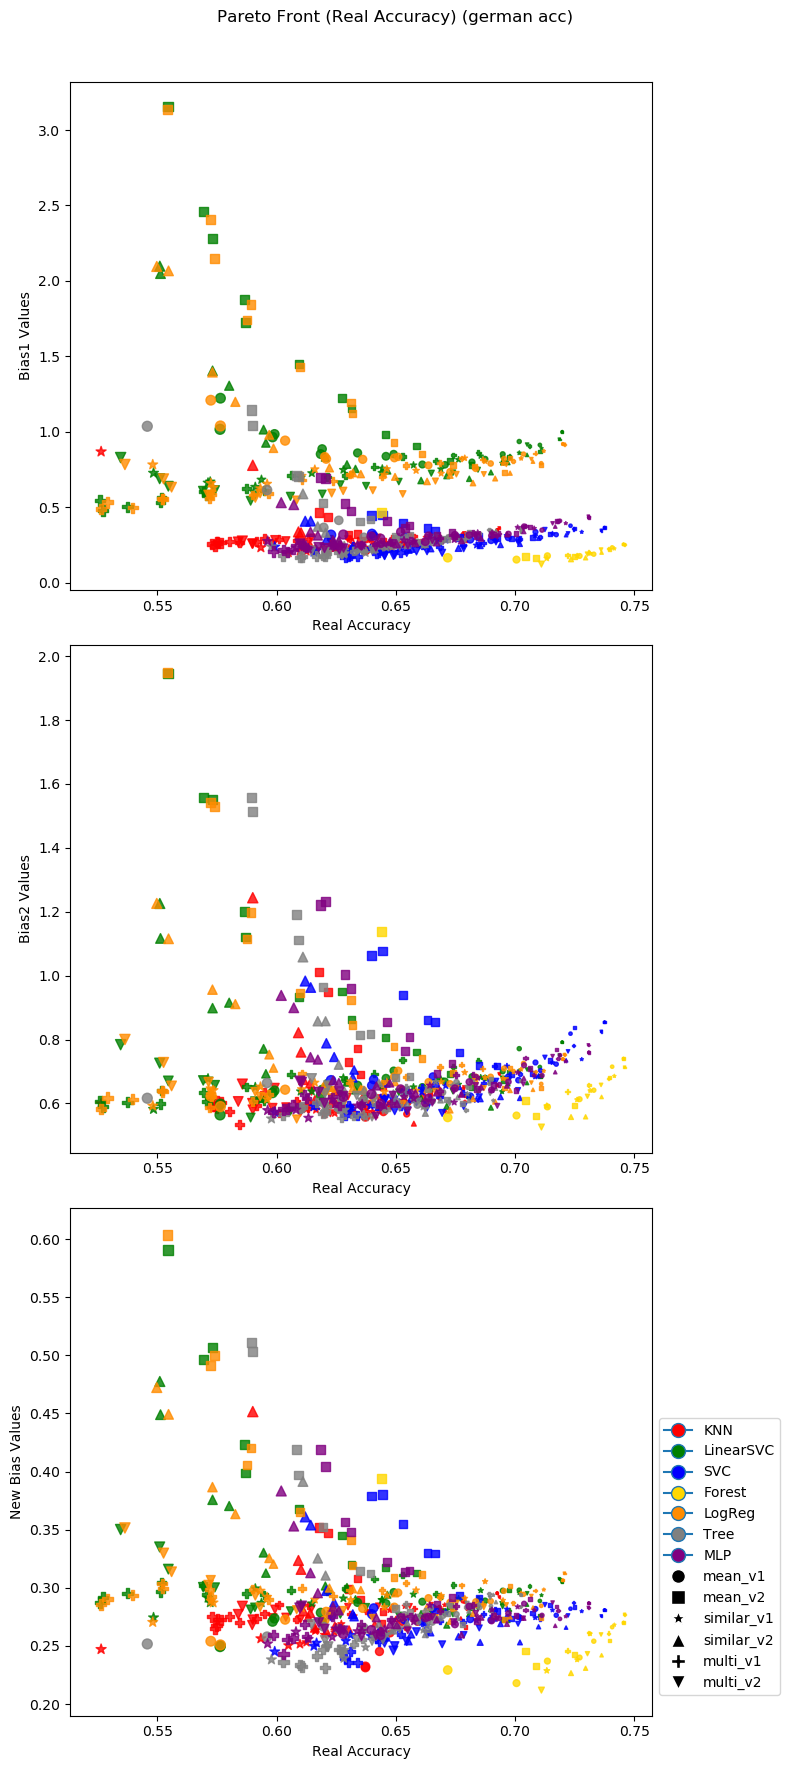 Pareto Front (Real Accuracy) (german acc)
3.0
2.5
2.0
1.5
1.0
0.5
0.0
Bias1 Values
0.55 0.60 0.65 0.70 0.75
Real Accuracy
2.0
1.8
1.6
1.4
1.2
1.0
0.8
0.6
Bias2 Values
0.55 0.60 0.65 0.70 0.75
Real Accuracy
0.60
0.55
0.50
0.45
0.40
0.35
0.30
0.25
0.20
New Bias Values
0.55 0.60 0.65 0.70 0.75
Real Accuracy
KNN
LinearSVC
SVC
Forest
LogReg
Tree
MLP
mean_v1
mean_v2
similar_v1
similar_v2
multi_v1
multi_v2